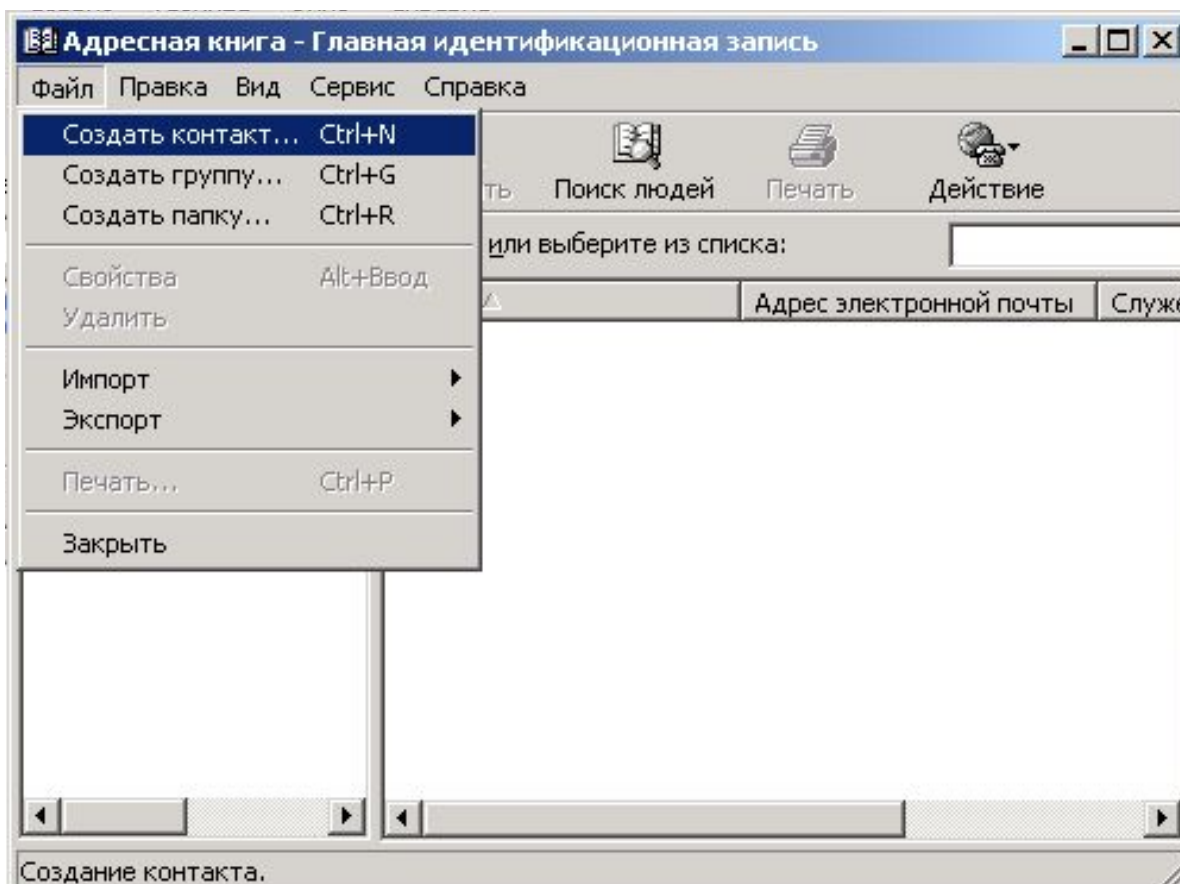 Адресная книга - Главная идентификационная запись
Файл Правка Вид Сервис Справка
Создать контакт... Ctrl+N
Создать группу... Ctrl+G
Создать папку... Ctrl+R
Свойства Alt+Ввод
Удалить
Импорт
Экспорт
Печать... Ctrl+P
Закрыть
ть Поиск людей Печать Действие
или выберите из списка:
Адрес электронной почты Служе
Создание контакта.